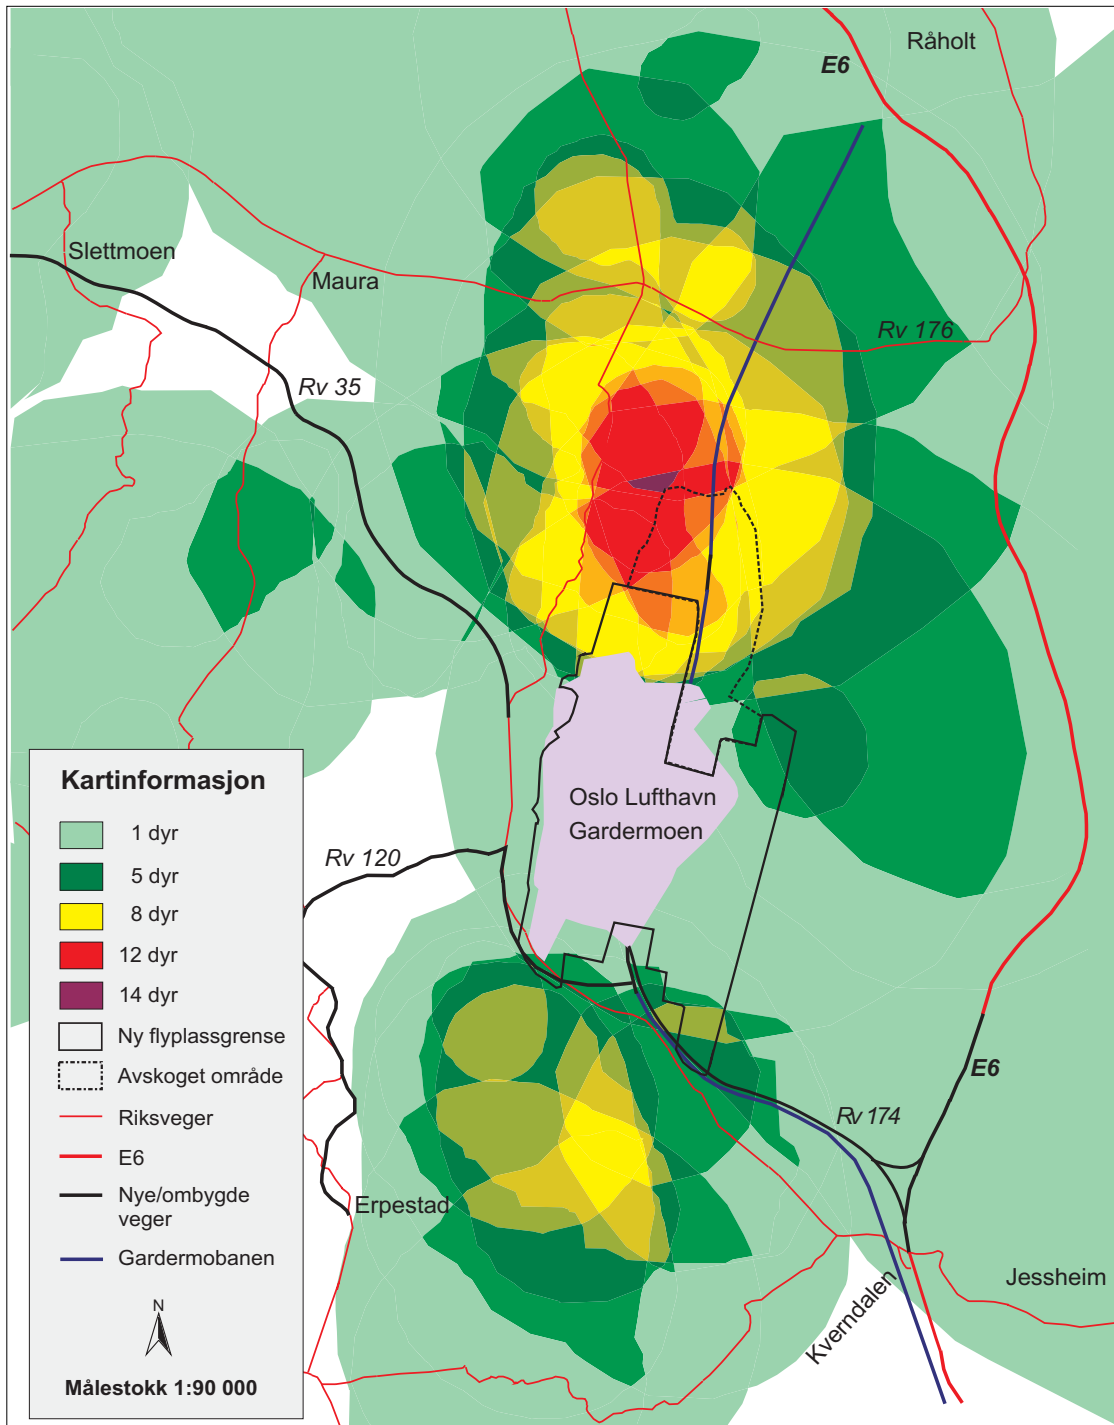 Råholt
E6
Slettmoen
Maura
Rv 176
Rv 35
Kartinformasjon
1 dyr
5 dyr
8 dyr
12 dyr
14 dyr
Ny flyplassgrense
Avskoget område
Riksveger
E6
Nye/ombygde
veger
Gardermobanen
N
Målestokk 1:90 000
Oslo Lufthavn
Gardermoen
Rv 120
E6
Rv 174
Erpestad
Kverndalen
Jessheim